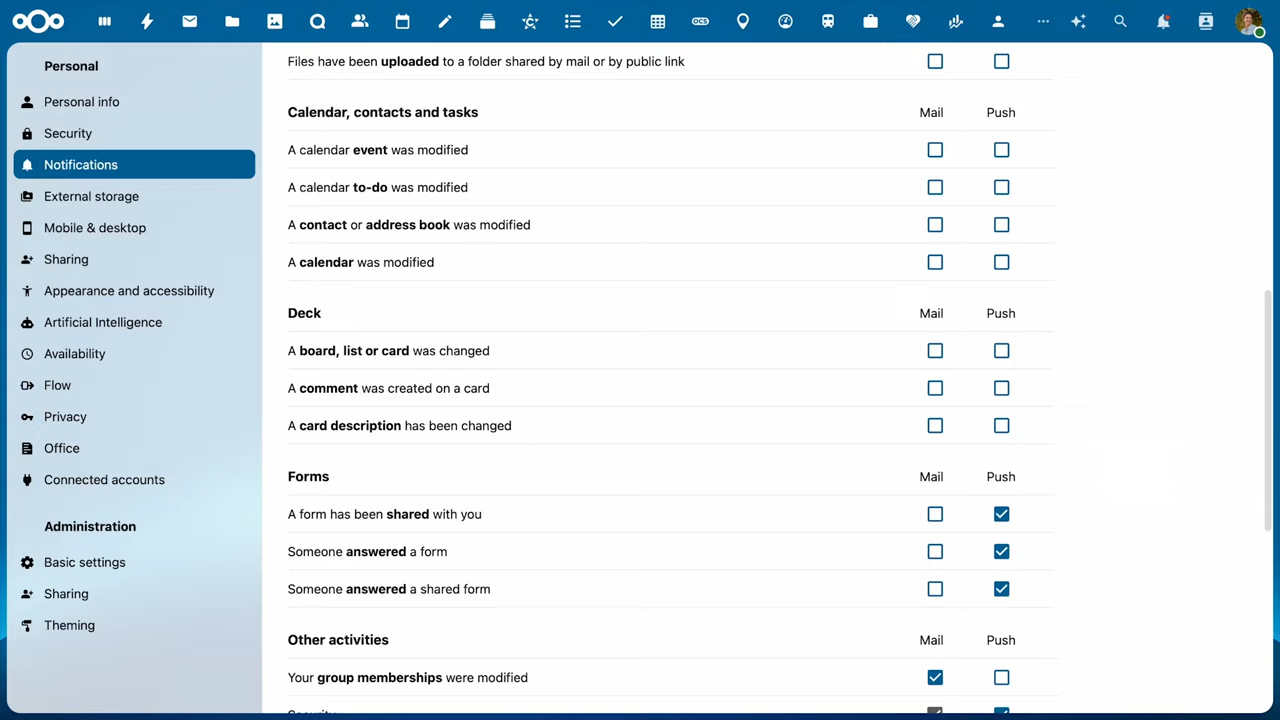 Personal
Personal info
Security
Notifications
External storage
Mobile & desktop
Sharing
Appearance and accessibility
Artificial Intelligence
Availability
Flow
Privacy
Office
Connected accounts
Administration
Basic settings
Sharing
Theming
Files have been uploaded to a folder shared by mail or by public link
Calendar, contacts and tasks Mail Push
A calendar event was modified
A calendar to-do was modified
A contact or address book was modified
A calendar was modified
Deck Mail Push
A board, list or card was changed
A comment was created on a card
A card description has been changed
Forms Mail Push
A form has been shared with you
Someone answered a form
Someone answered a shared form
Other activities Mail Push
Your group memberships were modified
Security